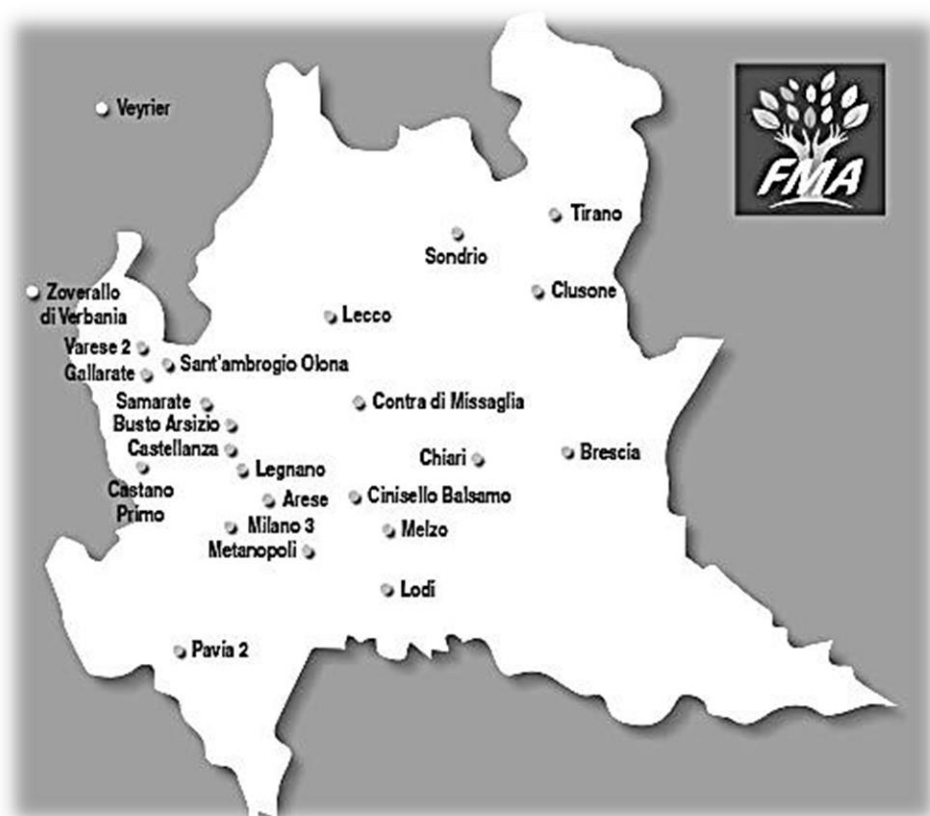 Veyrier
FMA
Tirano
Sondrio
Zoverallo
di Verbania
Clusone
Lecco
Varese 2
Sant'ambrogio Olona
Gallarate
Samarate
Contra di Missaglia
Busto Arsizio
Castellanza
Chiari
Brescia
Legnano
Castano
Primo
Arese
Cinisello Balsamo
Milano 3
Melzo
Metanopoli
Lodi
Pavia 2